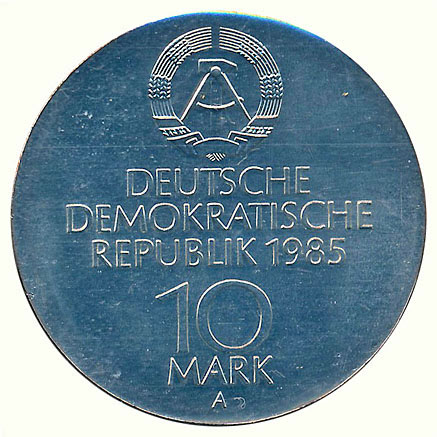 DEUTSCHE
DEMOKRATISCHE
REPUBLIK 1985
10
MARK
A